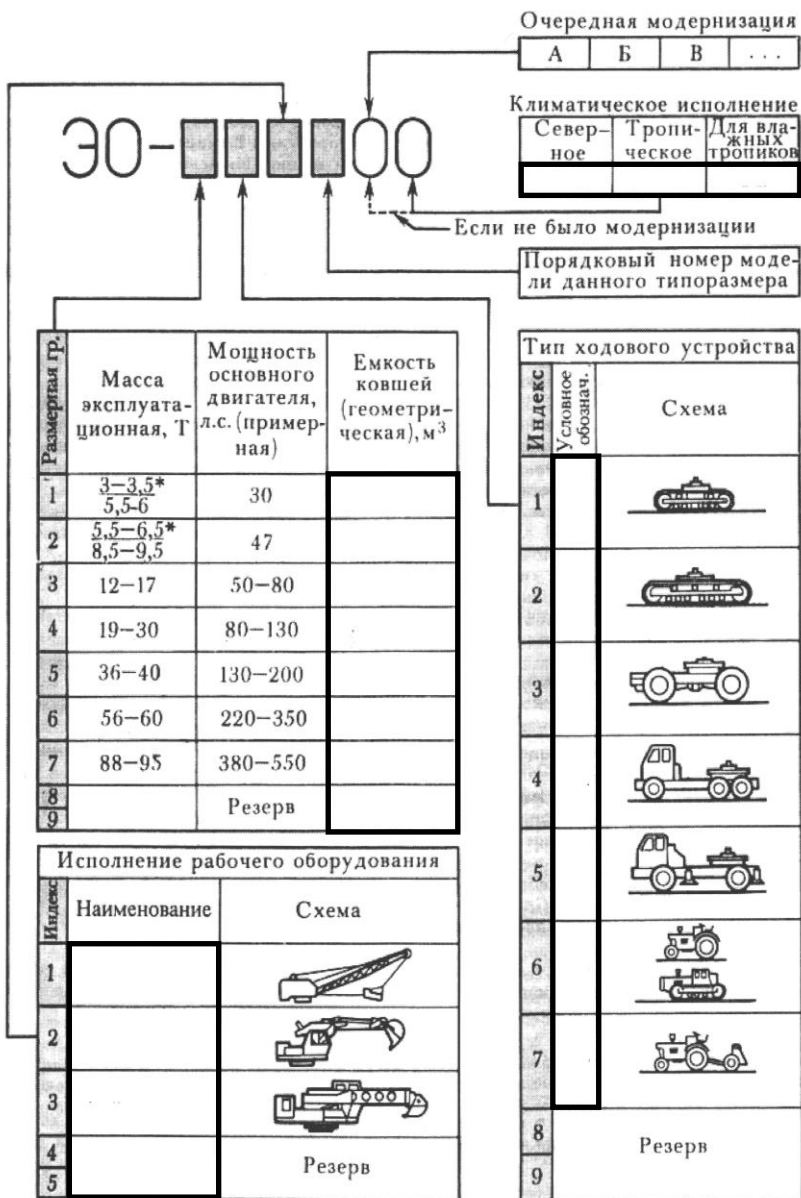 Очередная модернизация
А Б В ...
Климатическое исполнение
Север-
ное
Тропи-
ческое
Для вла-
жных
тропиков
ЭО-
Если не было модернизации
Порядковый номер моде-
ли данного типоразмера
Размерная гр.
Масса
эксплуата-
ционная, Т
Мощность
основного
двигателя,
л.с. (пример-
ная)
Емкость
ковшей
(геометри-
ческая), м³
1 3—3,5* 30
5,5-6
2 5,5—6,5* 47
8,5—9,5
3 12—17 50—80
4 19—30 80—130
5 36—40 130—200
6 56—60 220—350
7 88—95 380—550
8
9
Резерв
Исполнение рабочего оборудования
Индекс Наименование Схема
1
2
3
4
5
Резерв
Тип ходового устройства
Индекс
Условное
обознач.
Схема
1
2
3
4
5
6
7
8
9
Резерв